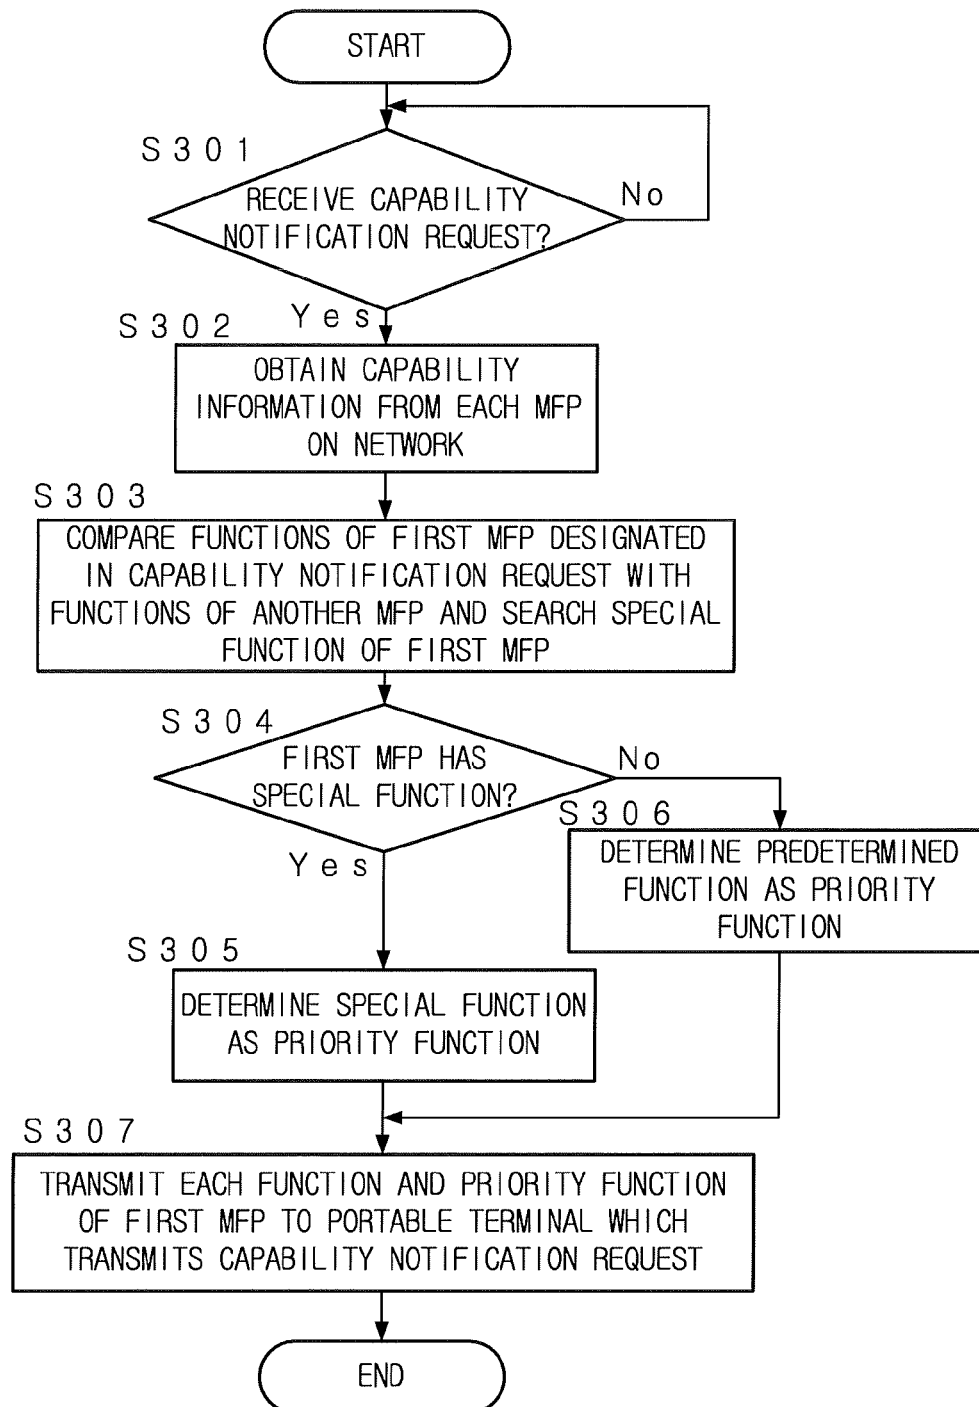 START
S301
RECEIVE CAPABILITY
NOTIFICATION REQUEST?
No
Yes
S302
OBTAIN CAPABILITY
INFORMATION FROM EACH MFP
ON NETWORK
S303
COMPARE FUNCTIONS OF FIRST MFP DESIGNATED
IN CAPABILITY NOTIFICATION REQUEST WITH
FUNCTIONS OF ANOTHER MFP AND SEARCH SPECIAL
FUNCTION OF FIRST MFP
S304
FIRST MFP HAS
SPECIAL FUNCTION?
No
Yes
S306
DETERMINE PREDETERMINED
FUNCTION AS PRIORITY
FUNCTION
S305
DETERMINE SPECIAL FUNCTION
AS PRIORITY FUNCTION
S307
TRANSMIT EACH FUNCTION AND PRIORITY FUNCTION
OF FIRST MFP TO PORTABLE TERMINAL WHICH
TRANSMITS CAPABILITY NOTIFICATION REQUEST
END